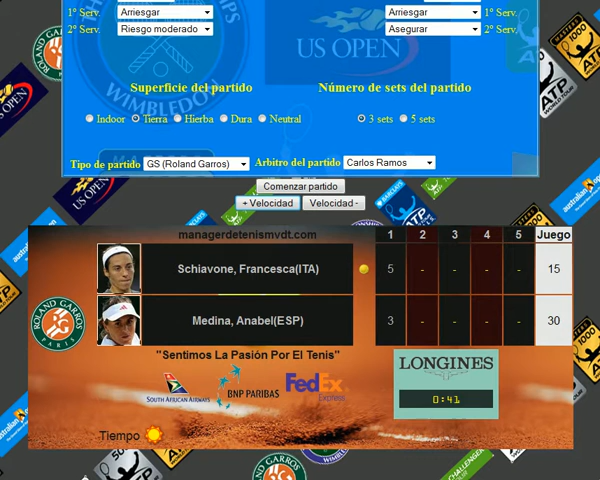 1º Serv. Arriesgar Arriesgar 1º Serv.
2º Serv. Riesgo moderado Asegurar 2º Serv.
WIMBLEDON
US OPEN
Superficie del partido Número de sets del partido
Indoor Tierra Hierba Dura Neutral 3 sets 5 sets
Tipo de partido GS (Roland Garros) Arbitro del partido Carlos Ramos
Comenzar partido
+ Velocidad Velocidad -
managerdetenismvdt.com 1 2 3 4 5 Juego
Schiavone, Francesca(ITA) 5 - - - - 15
Medina, Anabel(ESP) 3 - - - - 30
ROLAND GARROS
PARIS
"Sentimos La Pasión Por El Tenis"
SOUTH AFRICAN AIRWAYS
BNP PARIBAS
FedEx
Express
LONGINES
0:41
Tiempo